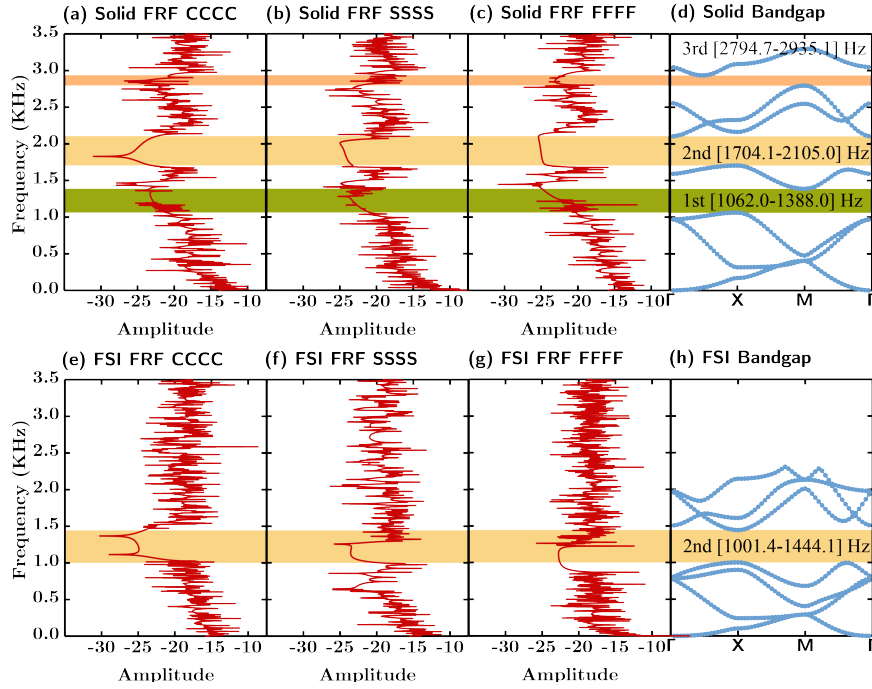 (a) Solid FRF CCCC
(b) Solid FRF SSSS
(c) Solid FRF FFFF
(d) Solid Bandgap
3.5
3.0
2.5
2.0
1.5
1.0
0.5
0.0
Frequency (KHz)
3rd [2794.7-2935.1] Hz
2nd [1704.1-2105.0] Hz
1st [1062.0-1388.0] Hz
-30 -25 -20 -15 -10
-30 -25 -20 -15 -10
-30 -25 -20 -15 -10
Γ X M Γ
Amplitude
Amplitude
Amplitude
(e) FSI FRF CCCC
(f) FSI FRF SSSS
(g) FSI FRF FFFF
(h) FSI Bandgap
3.5
3.0
2.5
2.0
1.5
1.0
0.5
0.0
Frequency (KHz)
2nd [1001.4-1444.1] Hz
-30 -25 -20 -15 -10
-30 -25 -20 -15 -10
-30 -25 -20 -15 -10
Γ X M Γ
Amplitude
Amplitude
Amplitude